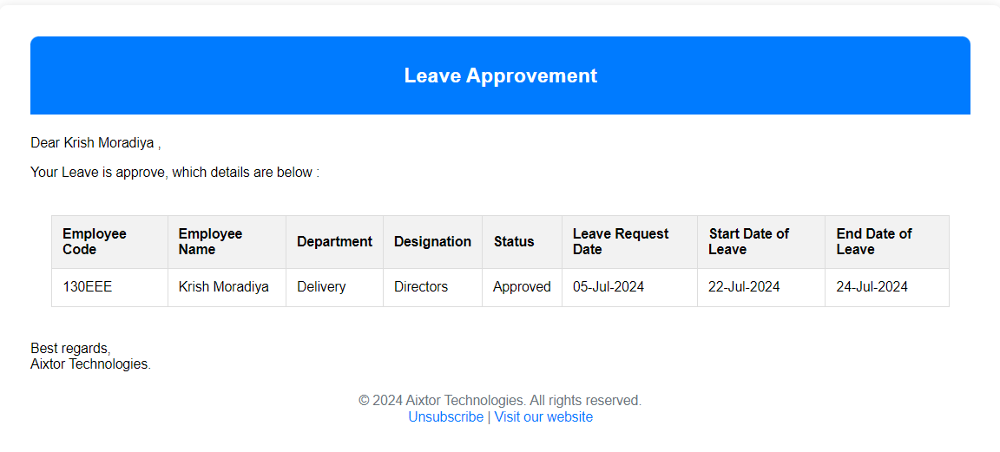 Leave Approvement
Dear Krish Moradiya ,
Your Leave is approve, which details are below :
Employee Code Employee Name Department Designation Status Leave Request Date Start Date of Leave End Date of Leave
130EEE Krish Moradiya Delivery Directors Approved 05-Jul-2024 22-Jul-2024 24-Jul-2024
Best regards,
Aixtor Technologies.
© 2024 Aixtor Technologies. All rights reserved.
Unsubscribe | Visit our website